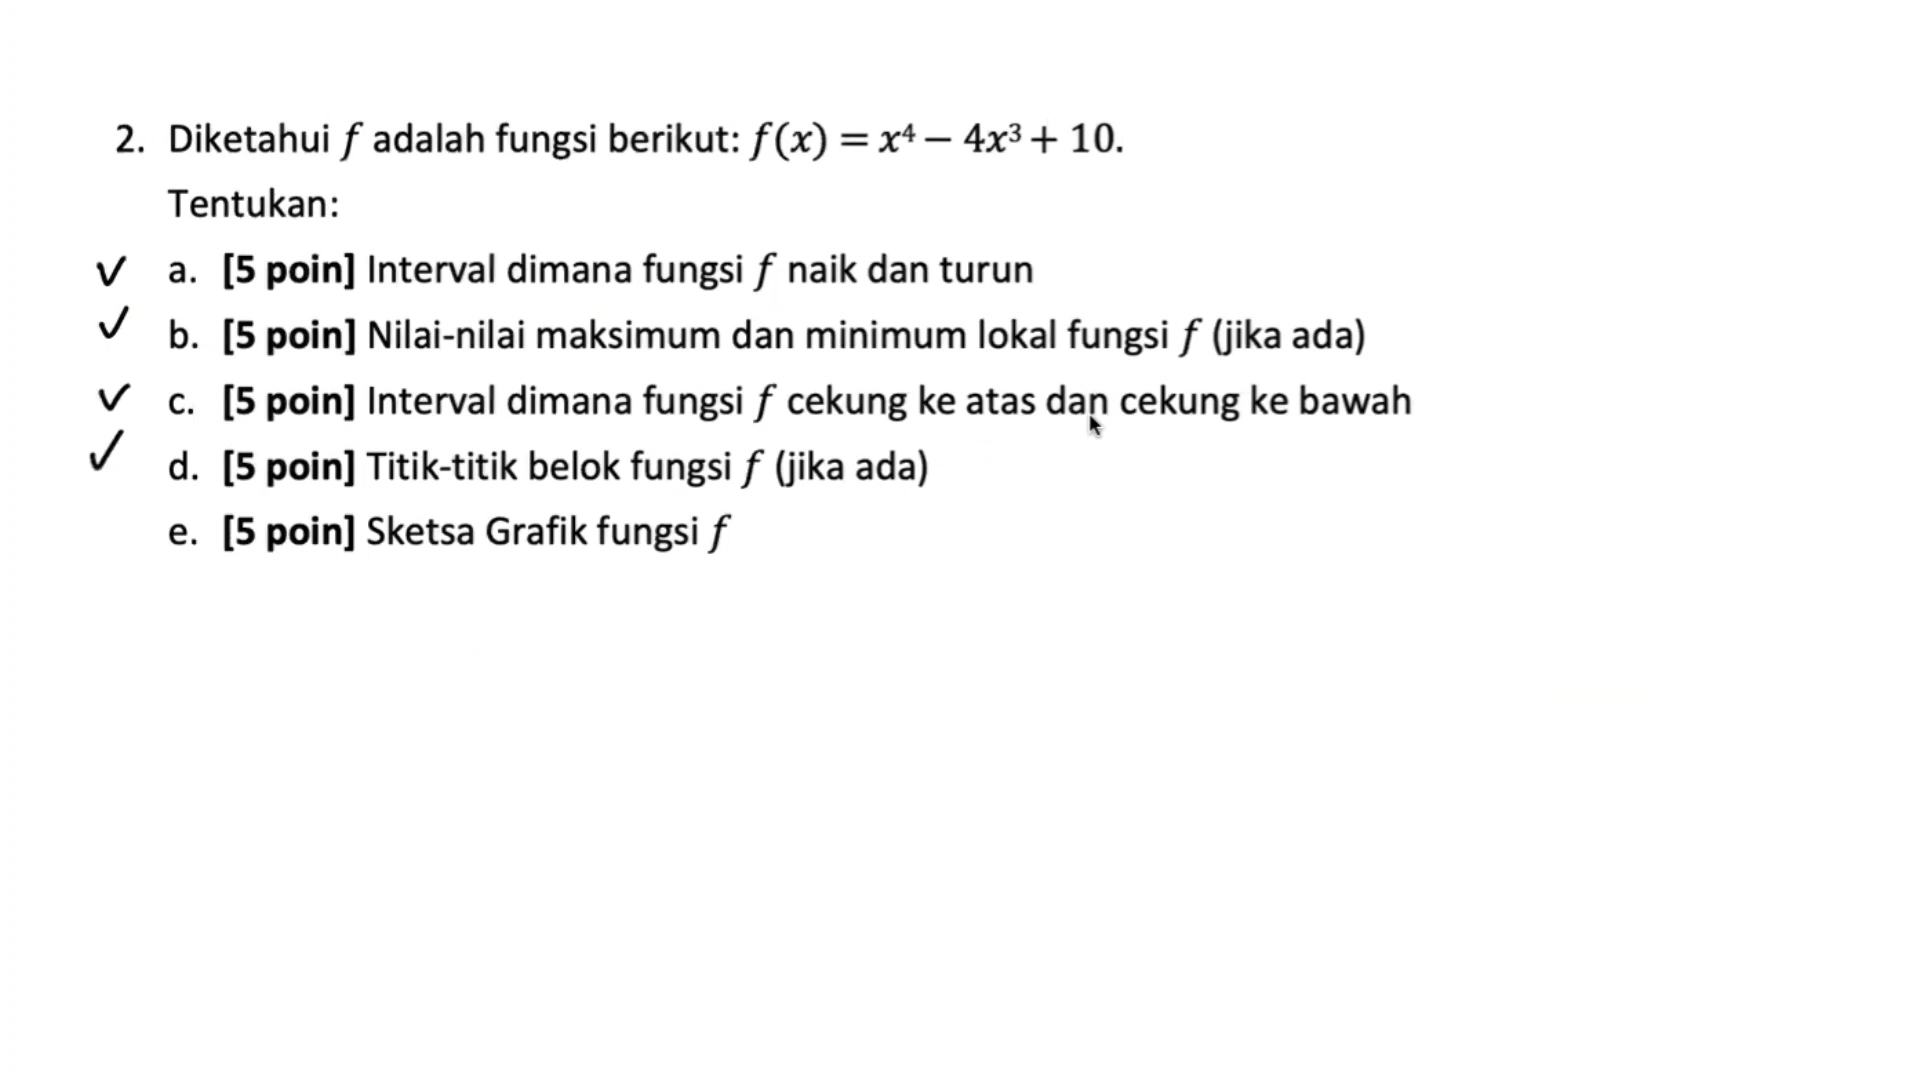 2. Diketahui f adalah fungsi berikut: f(x) = x⁴ – 4x³ + 10.
Tentukan:
✓ a. [5 poin] Interval dimana fungsi f naik dan turun
✓ b. [5 poin] Nilai-nilai maksimum dan minimum lokal fungsi f (jika ada)
✓ c. [5 poin] Interval dimana fungsi f cekung ke atas dan cekung ke bawah
✓ d. [5 poin] Titik-titik belok fungsi f (jika ada)
e. [5 poin] Sketsa Grafik fungsi f